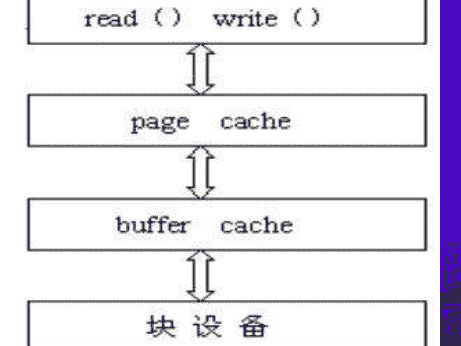 read () write ()
page cache
buffer cache
块设备